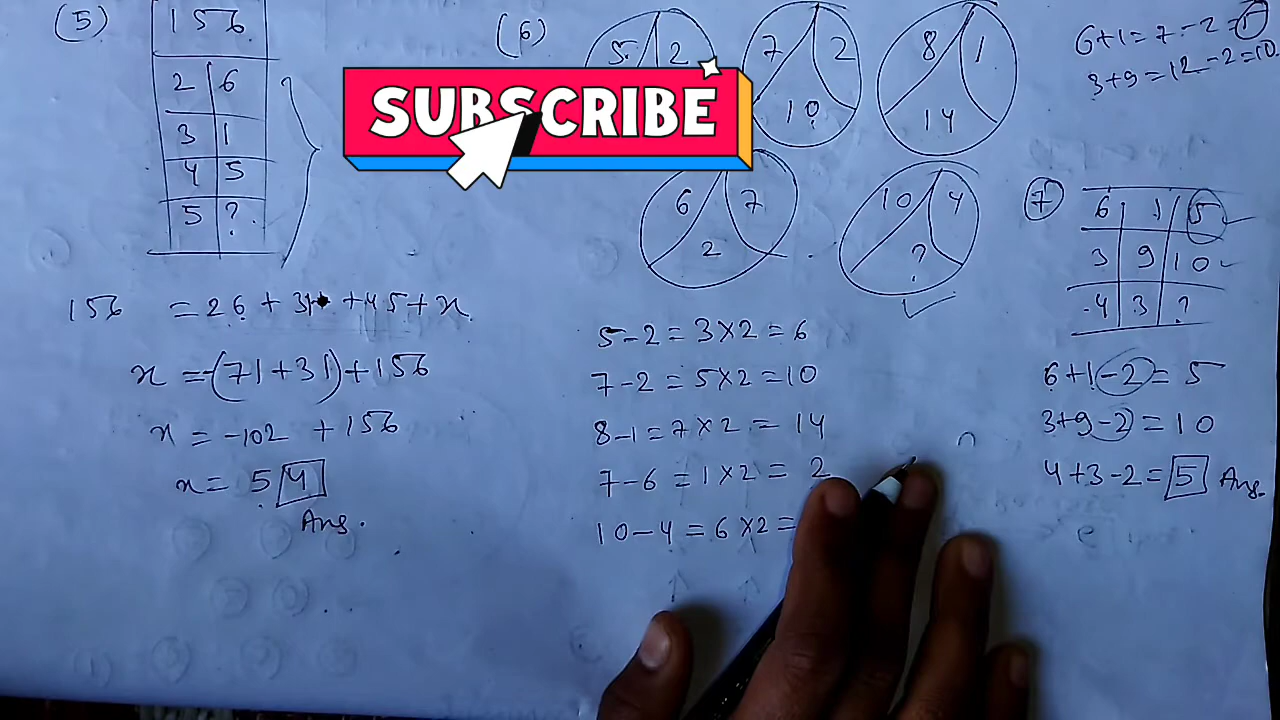 (5)
156
2 6
3 1
4 5
5 ?
156 = 26 + 31 + 45 + x
x = -(71+31)+156
x = -102 + 156
x = 54
Ans.
(6)
5 2
7 2
10
8 1
14
6 7
2
10 4
?
5-2 = 3×2 = 6
7-2 = 5×2 = 10
8-1 = 7×2 = 14
7-6 = 1×2 = 2
10-4 = 6×2 =
6+1=7-2=5
3+9=12-2=10
7
6 1 5
3 9 10
4 3 ?
6+1-2 = 5
3+9-2 = 10
4+3-2 = 5 Ans.
SUBSCRIBE